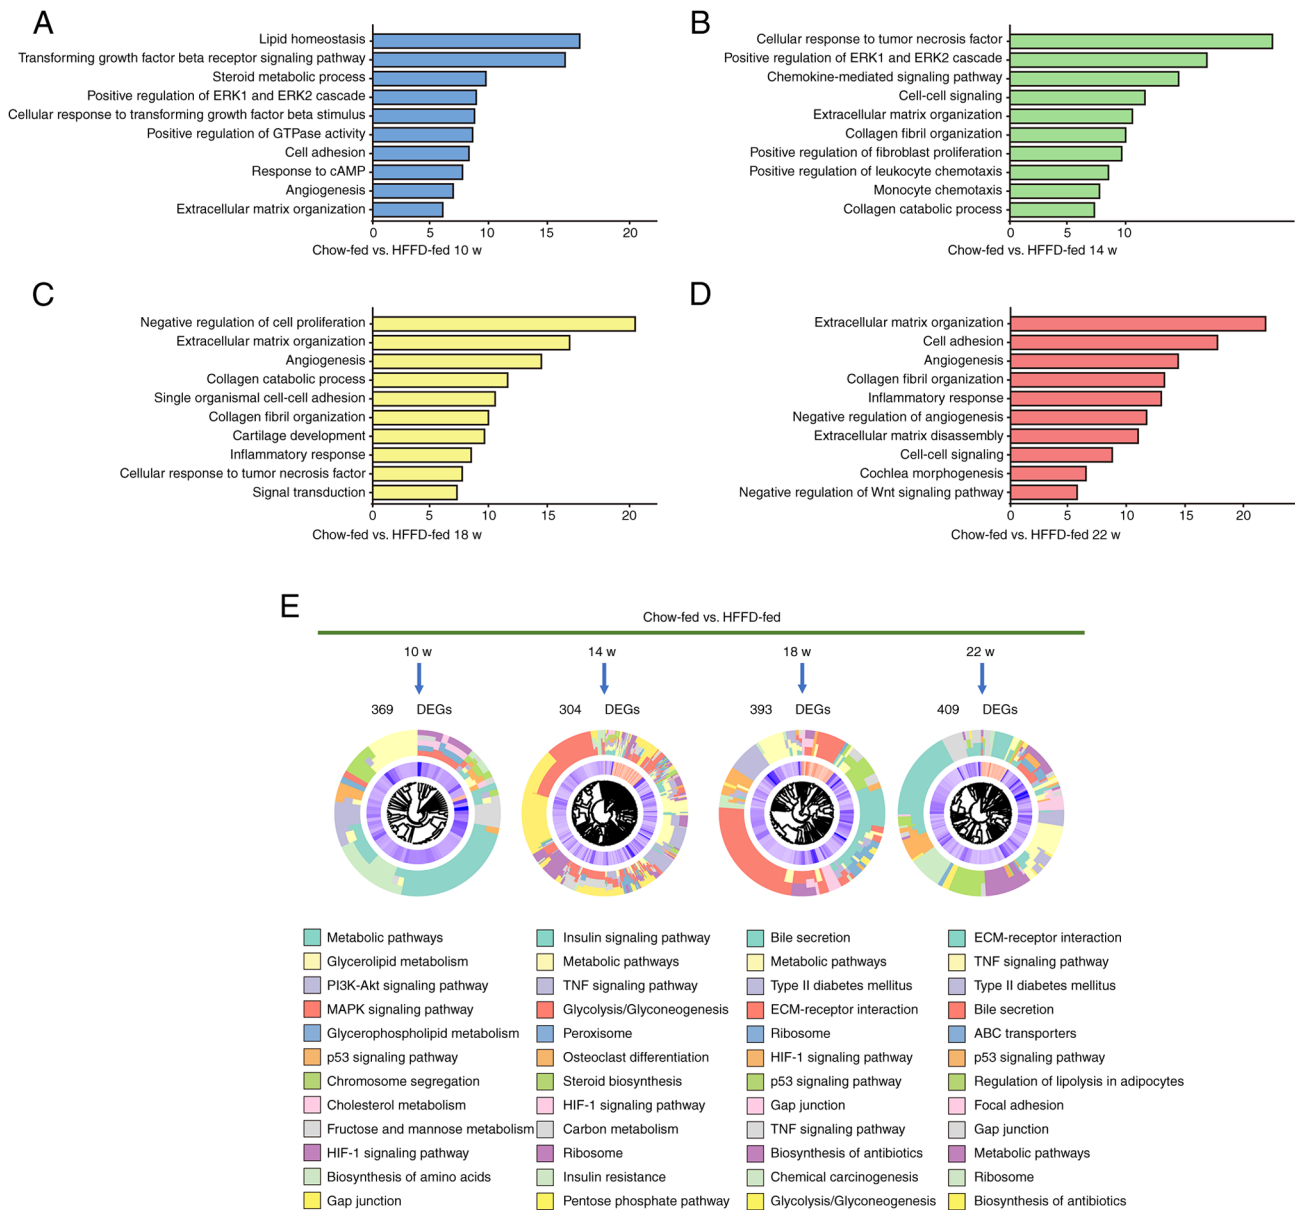 A
Lipid homeostasis
Transforming growth factor beta receptor signaling pathway
Steroid metabolic process
Positive regulation of ERK1 and ERK2 cascade
Cellular response to transforming growth factor beta stimulus
Positive regulation of GTPase activity
Cell adhesion
Response to cAMP
Angiogenesis
Extracellular matrix organization
0 5 10 15 20
Chow-fed vs. HFFD-fed 10 w
B
Cellular response to tumor necrosis factor
Positive regulation of ERK1 and ERK2 cascade
Chemokine-mediated signaling pathway
Cell-cell signaling
Extracellular matrix organization
Collagen fibril organization
Positive regulation of fibroblast proliferation
Positive regulation of leukocyte chemotaxis
Monocyte chemotaxis
Collagen catabolic process
0 5 10
Chow-fed vs. HFFD-fed 14 w
C
Negative regulation of cell proliferation
Extracellular matrix organization
Angiogenesis
Collagen catabolic process
Single organismal cell-cell adhesion
Collagen fibril organization
Cartilage development
Inflammatory response
Cellular response to tumor necrosis factor
Signal transduction
0 5 10 15 20
Chow-fed vs. HFFD-fed 18 w
D
Extracellular matrix organization
Cell adhesion
Angiogenesis
Collagen fibril organization
Inflammatory response
Negative regulation of angiogenesis
Extracellular matrix disassembly
Cell-cell signaling
Cochlea morphogenesis
Negative regulation of Wnt signaling pathway
0 5 10 15 20
Chow-fed vs. HFFD-fed 22 w
E
Chow-fed vs. HFFD-fed
10 w 14 w 18 w 22 w
369 DEGs 304 DEGs 393 DEGs 409 DEGs
Metabolic pathways
Glycerolipid metabolism
PI3K-Akt signaling pathway
MAPK signaling pathway
Glycerophospholipid metabolism
p53 signaling pathway
Chromosome segregation
Cholesterol metabolism
Fructose and mannose metabolism
HIF-1 signaling pathway
Biosynthesis of amino acids
Gap junction
Insulin signaling pathway
Metabolic pathways
TNF signaling pathway
Glycolysis/Glyconeogenesis
Peroxisome
Osteoclast differentiation
Steroid biosynthesis
HIF-1 signaling pathway
Carbon metabolism
Ribosome
Insulin resistance
Pentose phosphate pathway
Bile secretion
Metabolic pathways
Type II diabetes mellitus
ECM-receptor interaction
Ribosome
HIF-1 signaling pathway
p53 signaling pathway
Gap junction
TNF signaling pathway
Biosynthesis of antibiotics
Chemical carcinogenesis
Glycolysis/Glyconeogenesis
ECM-receptor interaction
TNF signaling pathway
Type II diabetes mellitus
Bile secretion
ABC transporters
p53 signaling pathway
Regulation of lipolysis in adipocytes
Focal adhesion
Gap junction
Metabolic pathways
Ribosome
Biosynthesis of antibiotics